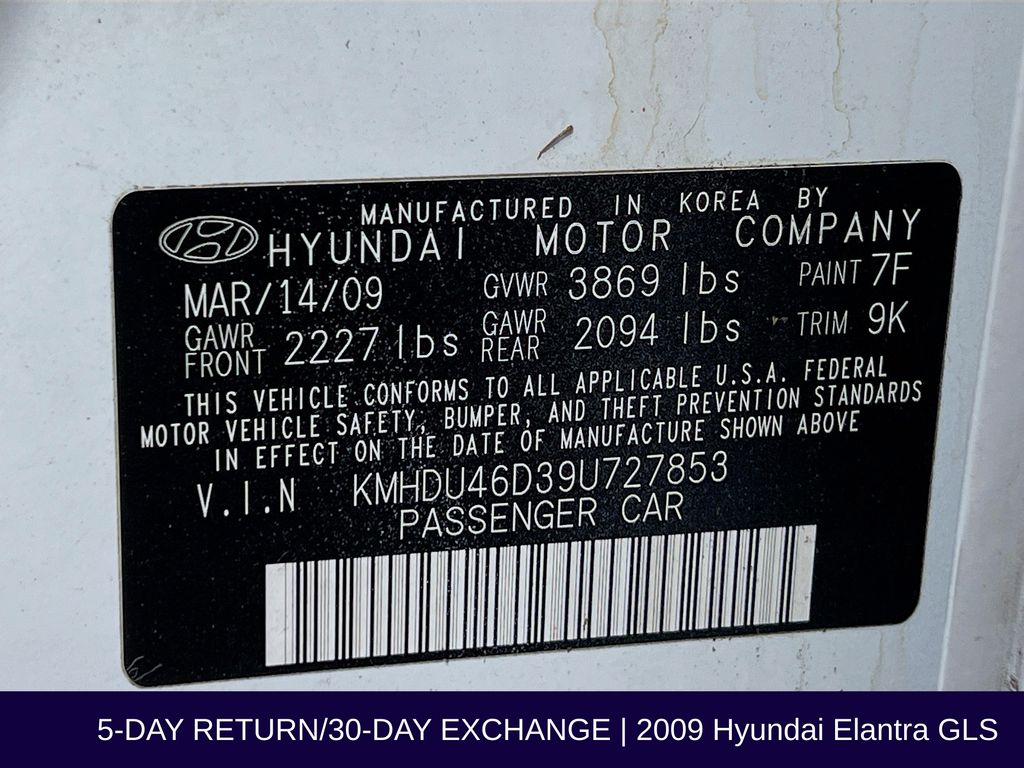 MANUFACTURED IN KOREA BY
HYUNDAI MOTOR COMPANY
MAR/14/09 GVWR 3869 lbs PAINT 7F
GAWR FRONT 2227 lbs GAWR REAR 2094 lbs TRIM 9K
THIS VEHICLE CONFORMS TO ALL APPLICABLE U.S.A. FEDERAL
MOTOR VEHICLE SAFETY, BUMPER, AND THEFT PREVENTION STANDARDS
IN EFFECT ON THE DATE OF MANUFACTURE SHOWN ABOVE
V.I.N KMHDU46D39U727853
PASSENGER CAR
5-DAY RETURN/30-DAY EXCHANGE | 2009 Hyundai Elantra GLS